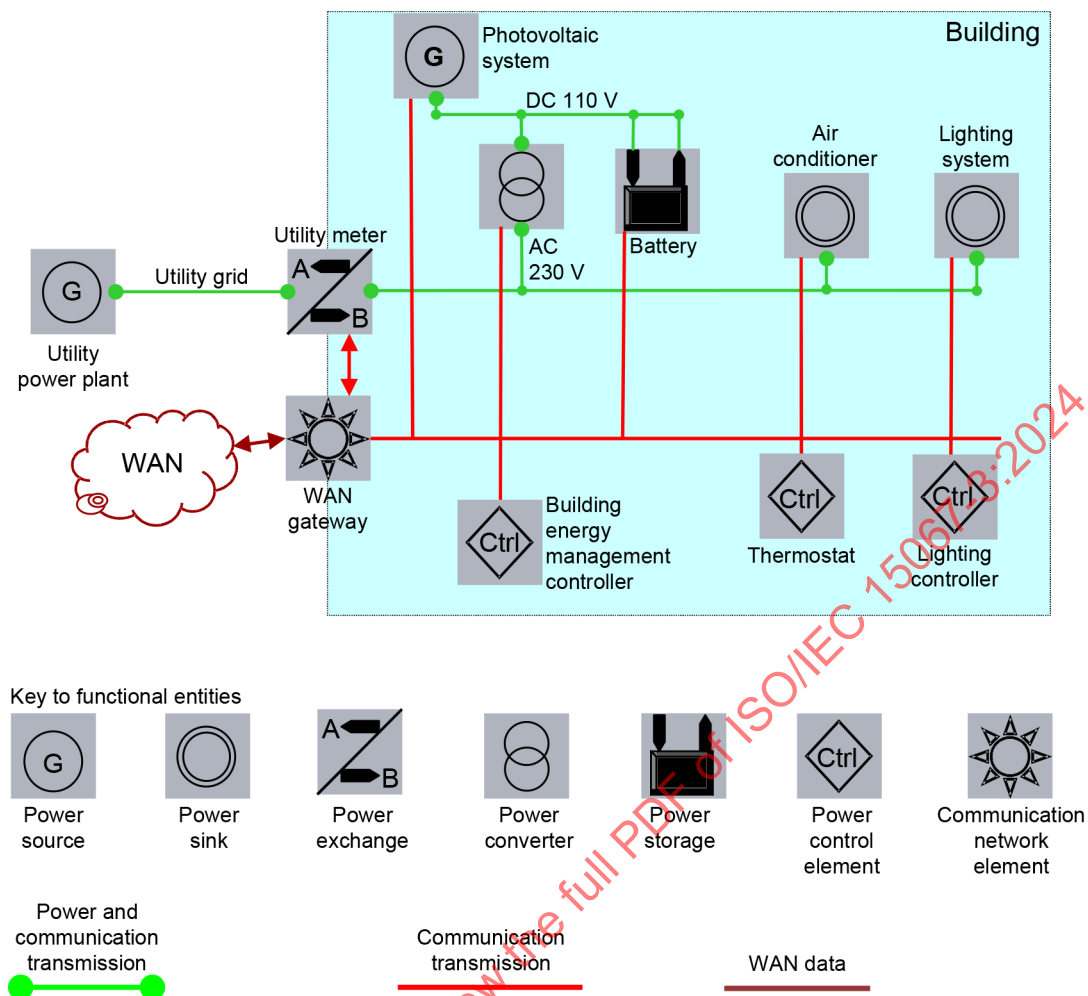 Building
Photovoltaic
system
G
DC 110 V
Air
conditioner
Lighting
system
Utility meter
A
B
AC
230 V
Battery
G
Utility grid
Utility
power plant
WAN
WAN
gateway
Ctrl
Building
energy
management
controller
Ctrl
Thermostat
Ctrl
Lighting
controller
Key to functional entities
G
A
B
Ctrl
Power
source
Power
sink
Power
exchange
Power
converter
Power
storage
Power
control
element
Communication
network
element
Power and
communication
transmission
Communication
transmission
WAN data
ew the full PDF of ISO/IEC 15067-3:2024